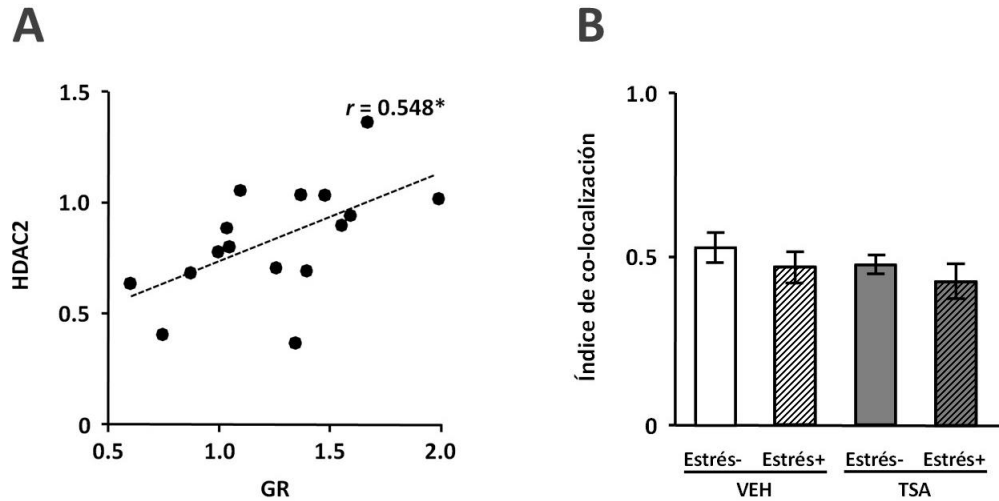 A
B
1.5
1.0
0.5
0
HDAC2
r = 0.548*
0.5 1.0 1.5 2.0
GR
1.0
0.5
0
Índice de co-localización
Estrés- Estrés+ Estrés- Estrés+
VEH TSA